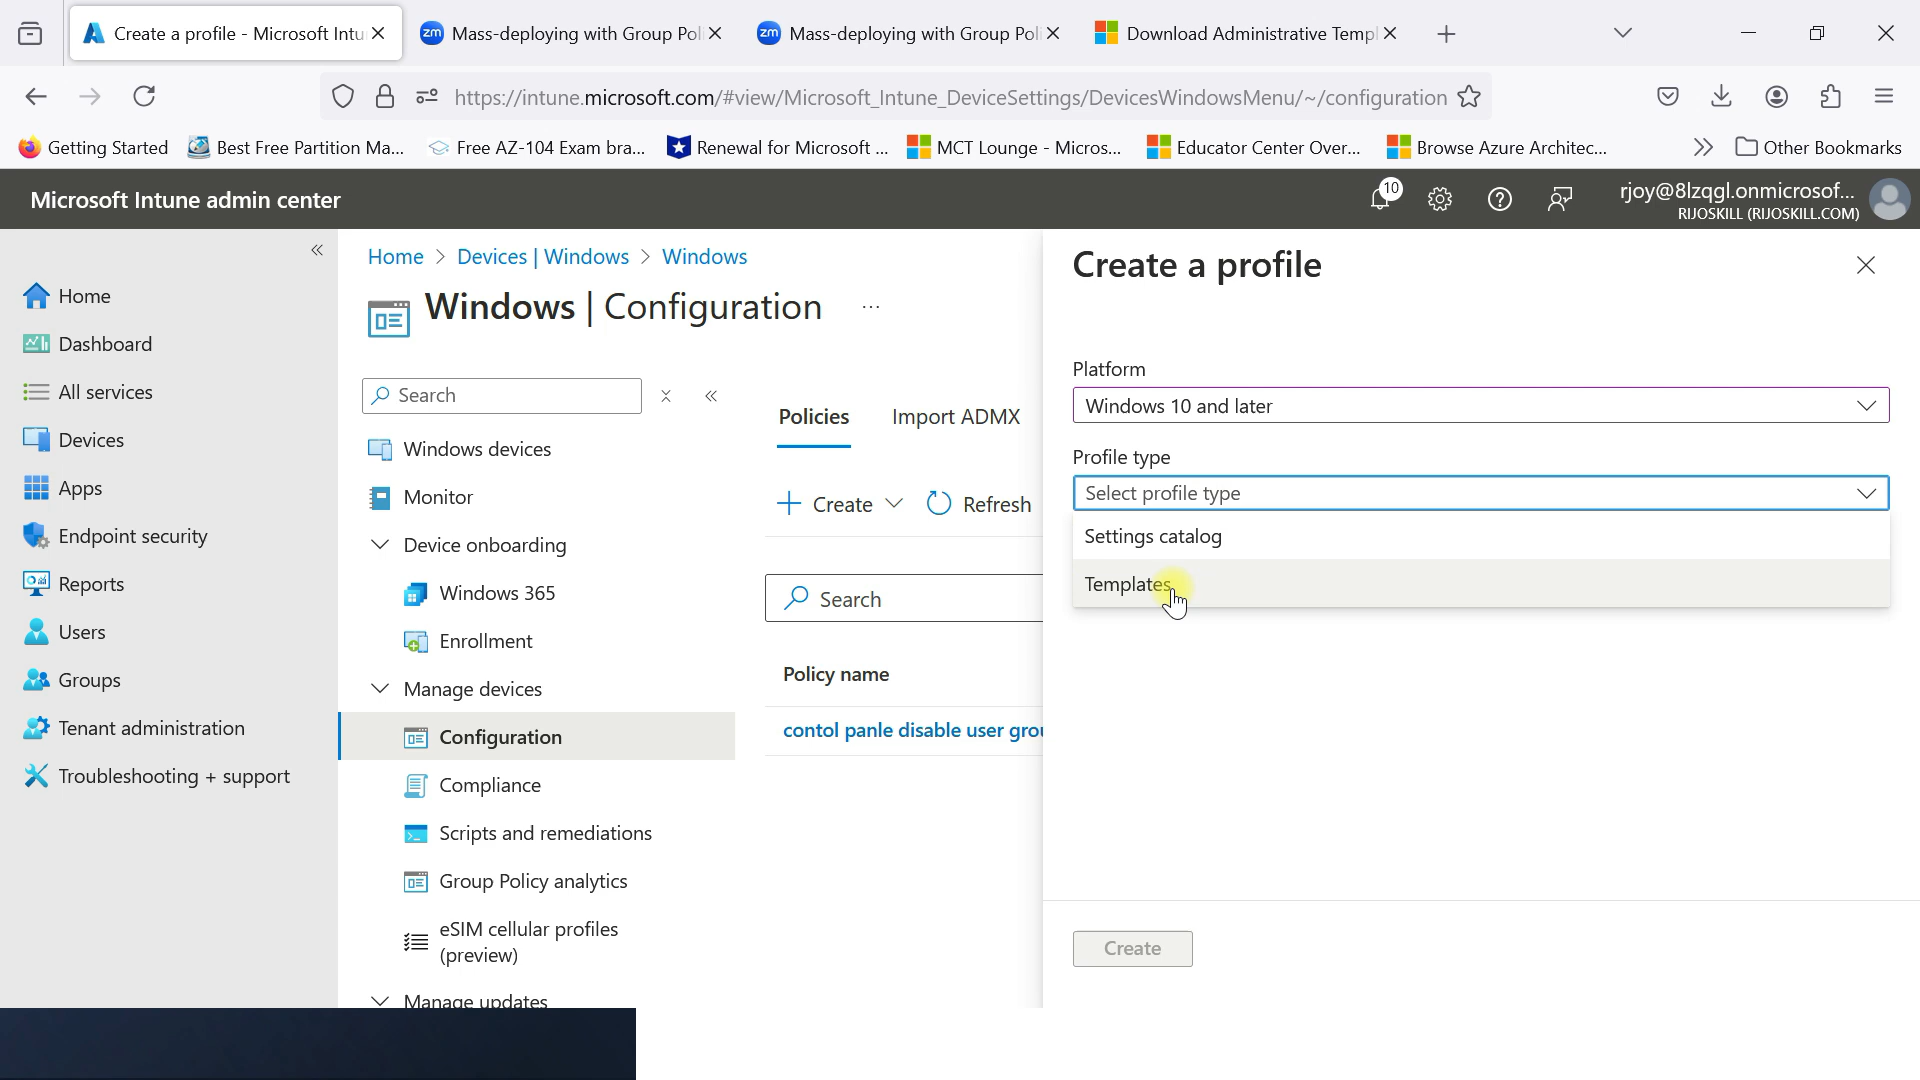 Create a profile - Microsoft Intu
Mass-deploying with Group Poli
Mass-deploying with Group Poli
Download Administrative Templ
https://intune.microsoft.com/#view/Microsoft_Intune_DeviceSettings/DevicesWindowsMenu/~/configuration
Getting Started
Best Free Partition Ma...
Free AZ-104 Exam bra...
Renewal for Microsoft ...
MCT Lounge - Micros...
Educator Center Over...
Browse Azure Architec...
Other Bookmarks
Microsoft Intune admin center
10
rjoy@8lzqgl.onmicrosof...
RIJOSKILL (RIJOSKILL.COM)
Home
Dashboard
All services
Devices
Apps
Endpoint security
Reports
Users
Groups
Tenant administration
Troubleshooting + support
Home > Devices | Windows > Windows
Windows | Configuration ...
Search
Windows devices
Monitor
Device onboarding
Windows 365
Enrollment
Manage devices
Configuration
Compliance
Scripts and remediations
Group Policy analytics
eSIM cellular profiles
(preview)
Manage updates
Policies
Import ADMX
Create
Refresh
Search
Policy name
contol panle disable user grou
Create a profile
Platform
Windows 10 and later
Profile type
Select profile type
Settings catalog
Templates
Create